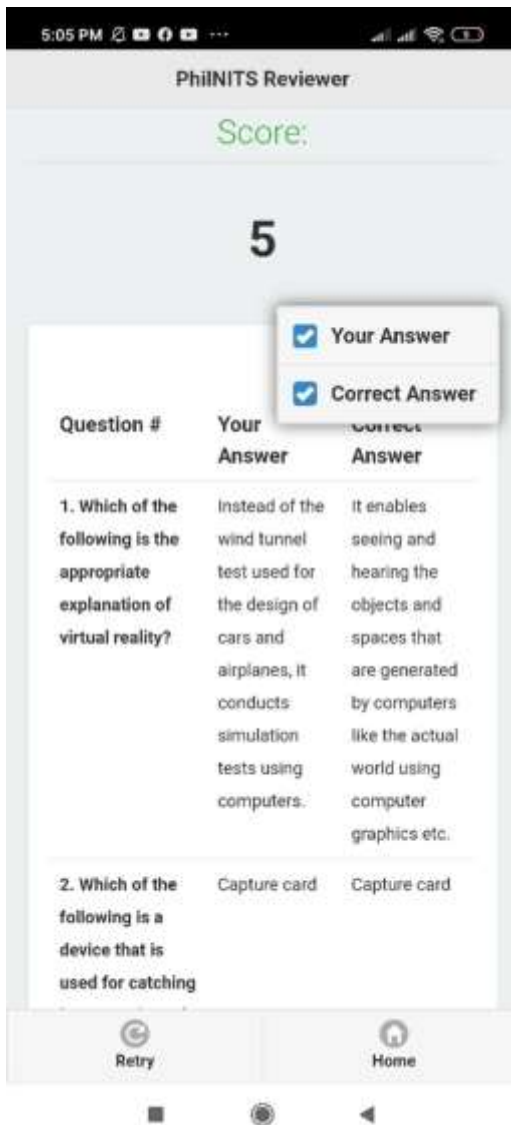 5:05 PM
PhilNITS Reviewer
Score:
5
Your Answer
Correct Answer
Question #
Your
Answer
Correct
Answer
1. Which of the
following is the
appropriate
explanation of
virtual reality?
Instead of the
wind tunnel
test used for
the design of
cars and
airplanes, it
conducts
simulation
tests using
computers.
It enables
seeing and
hearing the
objects and
spaces that
are generated
by computers
like the actual
world using
computer
graphics etc.
2. Which of the
following is a
device that is
used for catching
Capture card
Capture card
Retry
Home